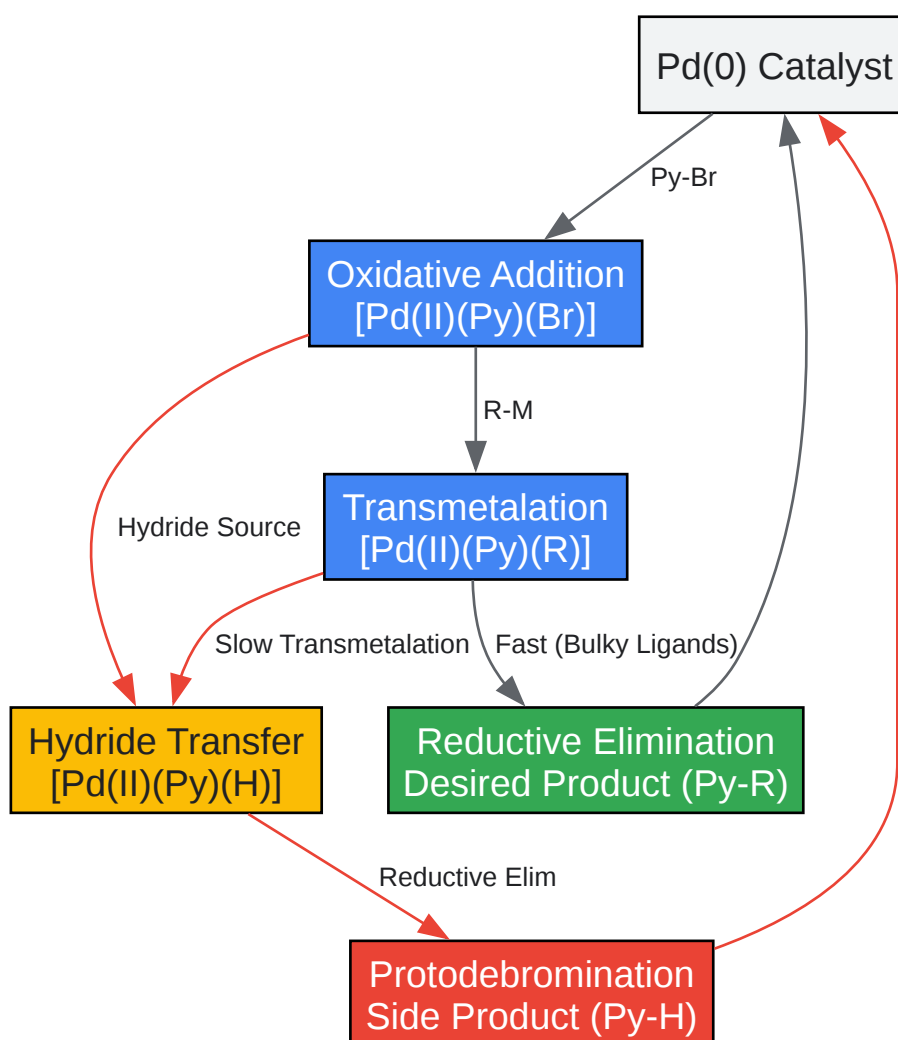 Pd(0) Catalyst
Py-Br
Oxidative Addition
[Pd(II)(Py)(Br)]
R-M
Transmetalation
[Pd(II)(Py)(R)]
Hydride Source
Slow Transmetalation
Fast (Bulky Ligands)
Hydride Transfer
[Pd(II)(Py)(H)]
Reductive Elimination
Desired Product (Py-R)
Reductive Elim
Protodebromination
Side Product (Py-H)